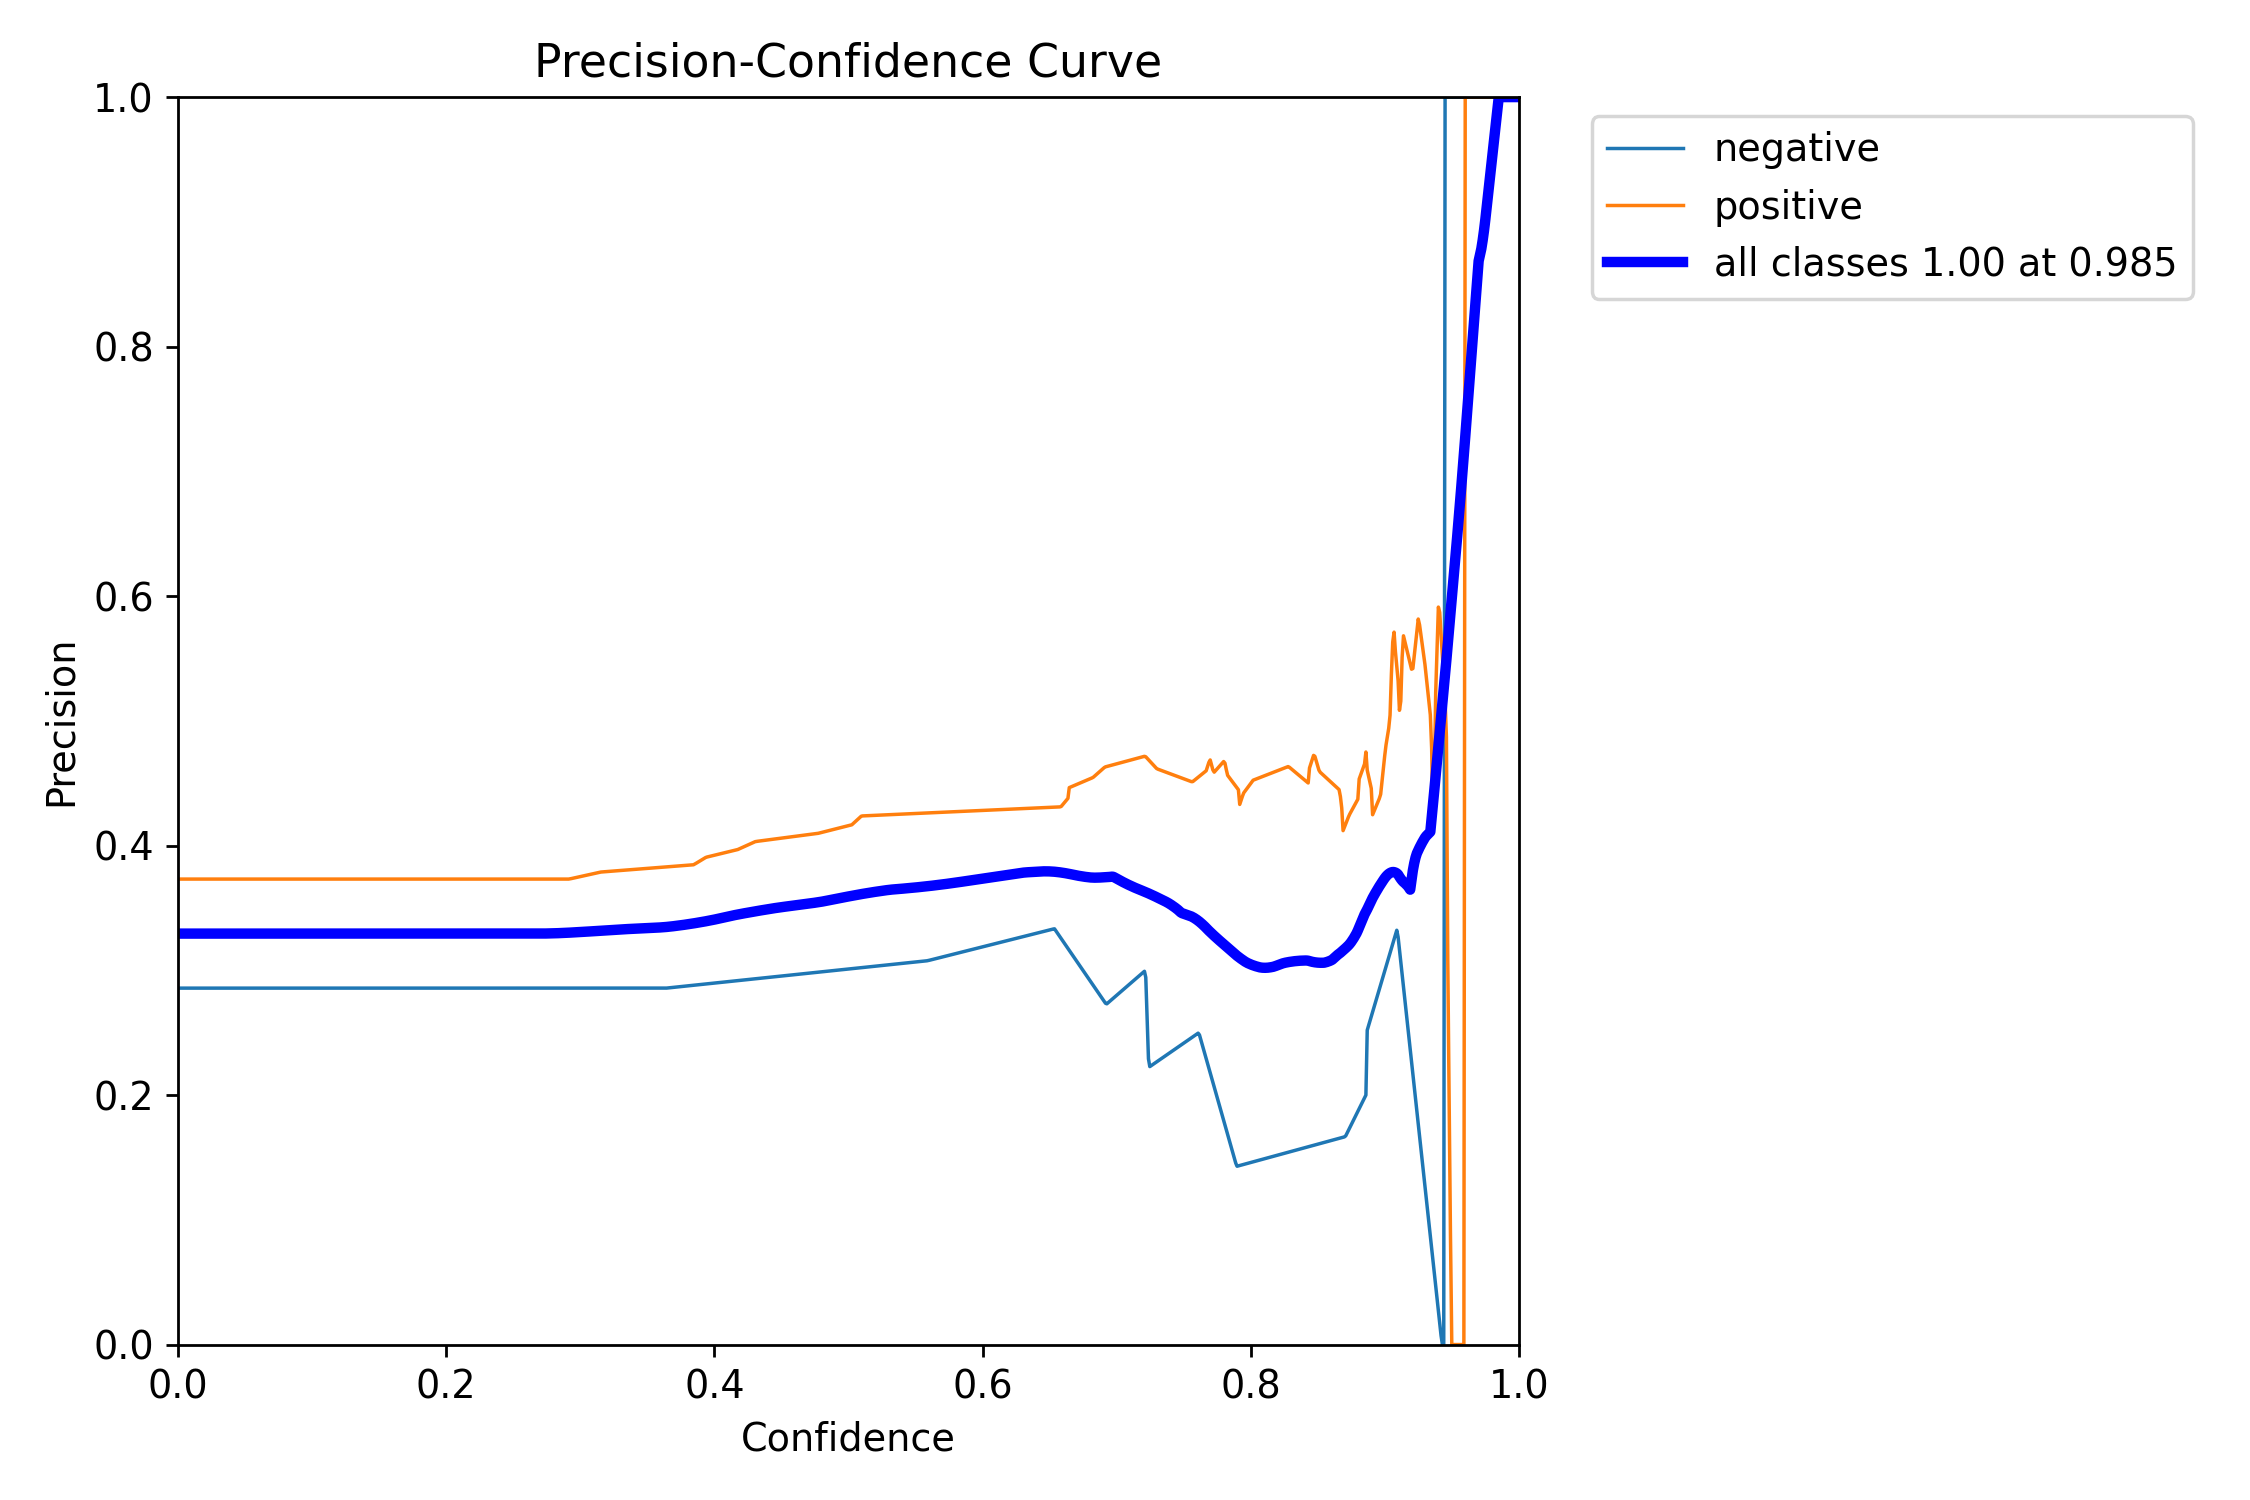 Precision-Confidence Curve
1.0
0.8
0.6
0.4
0.2
0.0
Precision
0.0 0.2 0.4 0.6 0.8 1.0
Confidence
negative
positive
all classes 1.00 at 0.985